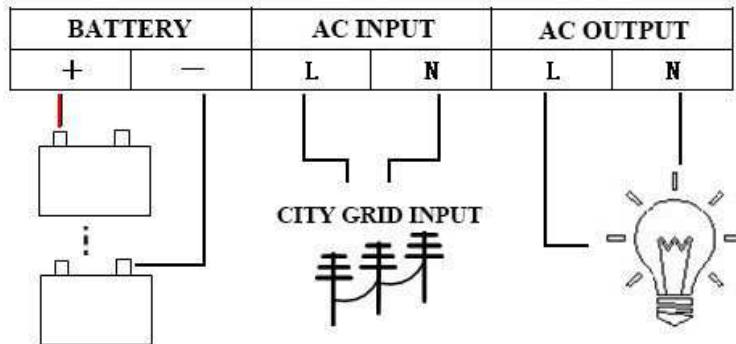 BATTERY AC INPUT AC OUTPUT
+ — L N L N
CITY GRID INPUT